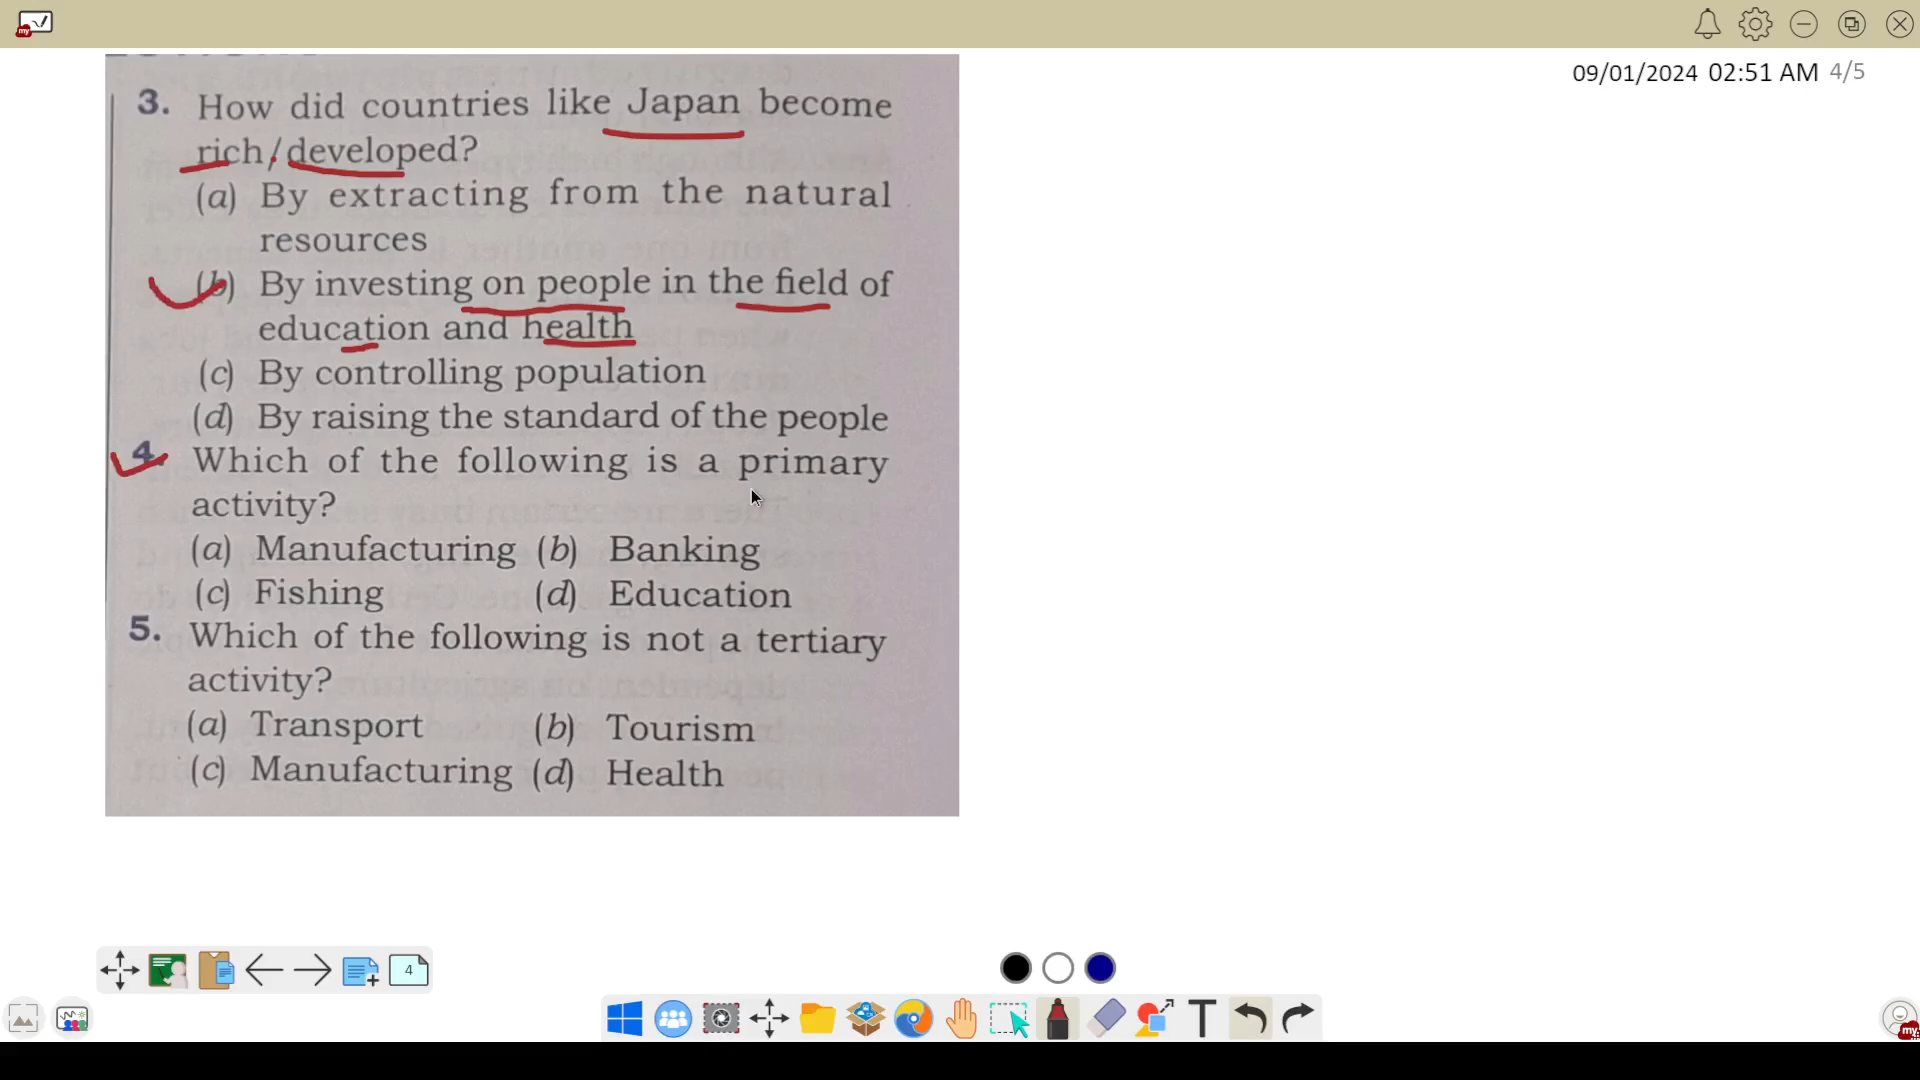 09/01/2024 02:51 AM 4/5
3. How did countries like Japan become
rich/developed?
(a) By extracting from the natural
resources
(b) By investing on people in the field of
education and health
(c) By controlling population
(d) By raising the standard of the people
4. Which of the following is a primary
activity?
(a) Manufacturing (b) Banking
(c) Fishing (d) Education
5. Which of the following is not a tertiary
activity?
(a) Transport (b) Tourism
(c) Manufacturing (d) Health
4
my
my
T